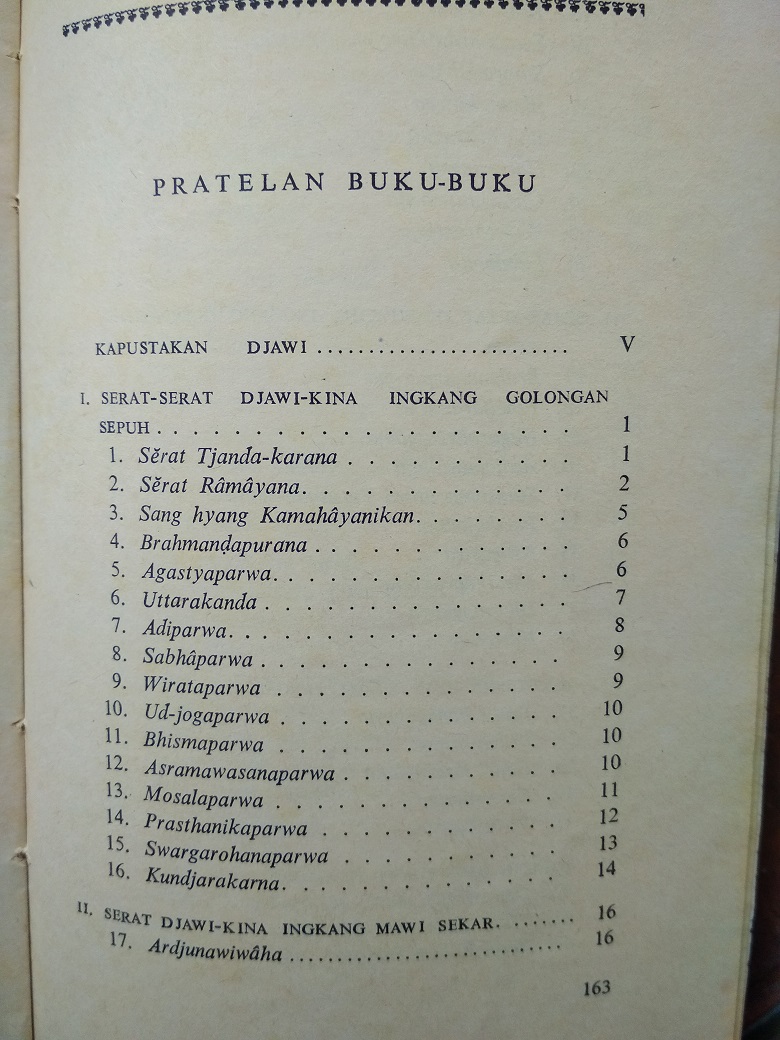 PRATELAN BUKU-BUKU
KAPUSTAKAN DJAWI ......................... V
I. SERAT-SERAT DJAWI-KINA INGKANG GOLONGAN
SEPUH . . . . . . . . . . . . . . . . . . . 1
1. Sĕrat Tjanda-karana . . . . . . . . . . 1
2. Sĕrat Râmâyana. . . . . . . . . . . . 2
3. Sang hyang Kamahâyanikan. . . . . . . 5
4. Brahmanḍapurana . . . . . . . . . . . 6
5. Agastyaparwa. . . . . . . . . . . . . 6
6. Uttarakanda . . . . . . . . . . . . . 7
7. Adiparwa. . . . . . . . . . . . . . . 8
8. Sabhâparwa . . . . . . . . . . . . . 9
9. Wirataparwa . . . . . . . . . . . . . 9
10. Ud-jogaparwa . . . . . . . . . . . . 10
11. Bhismaparwa . . . . . . . . . . . . 10
12. Asramawasanaparwa . . . . . . . . . . 10
13. Mosalaparwa . . . . . . . . . . . . 11
14. Prasthanikaparwa . . . . . . . . . . 12
15. Swargarohanaparwa . . . . . . . . . 13
16. Kundjarakarna. . . . . . . . . . . . 14
II. SERAT DJAWI-KINA INGKANG MAWI SEKAR. ....... 16
17. Ardjunawiwâha ............................ 16
163